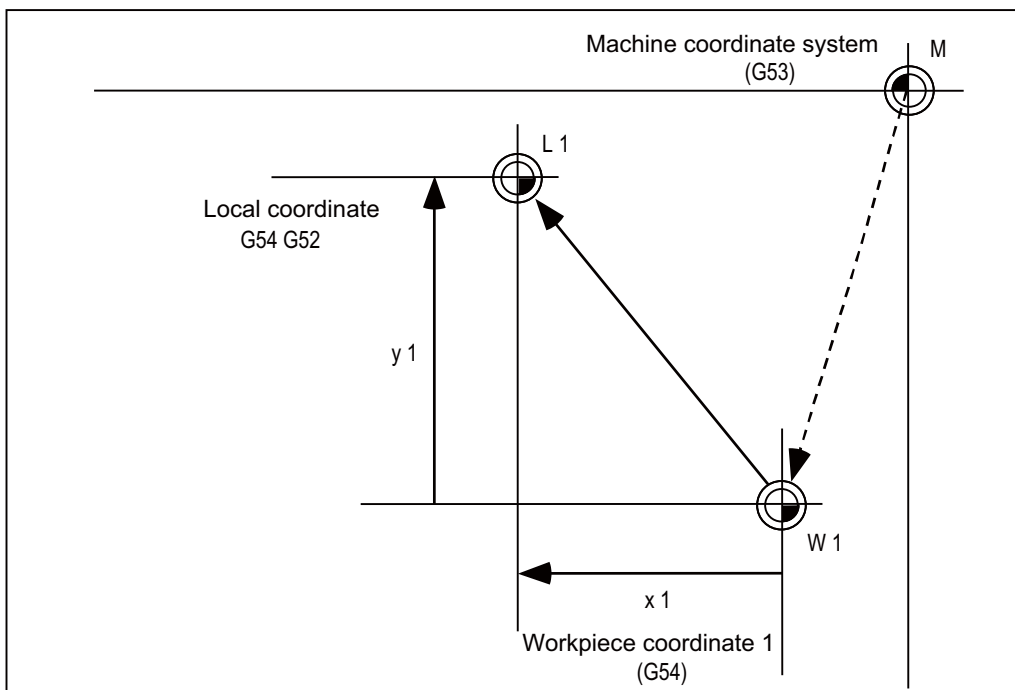 Machine coordinate system
(G53)
M
L 1
Local coordinate
G54 G52
y 1
W 1
x 1
Workpiece coordinate 1
(G54)